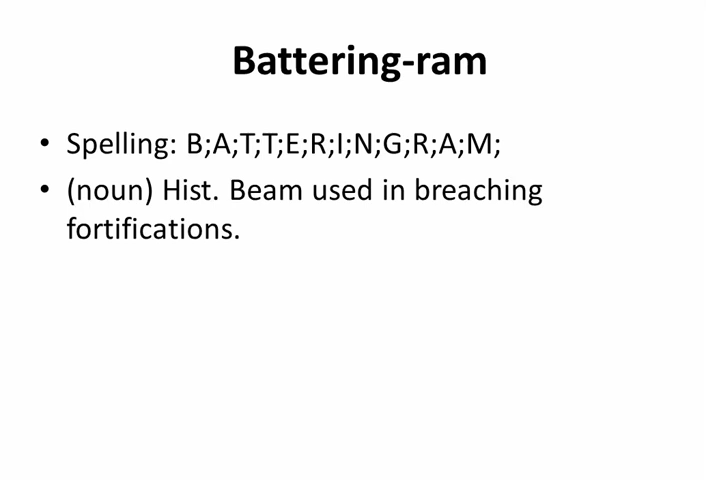 Battering-ram
• Spelling: B;A;T;T;E;R;I;N;G;R;A;M;
• (noun) Hist. Beam used in breaching
fortifications.